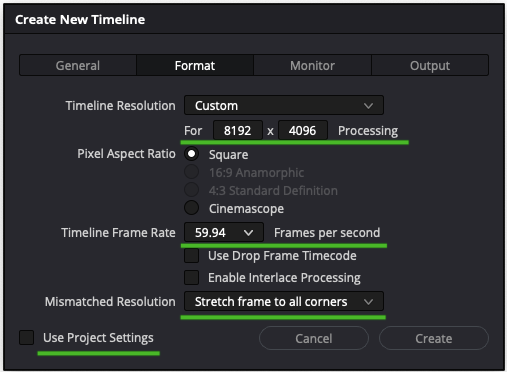 Create New Timeline
General Format Monitor Output
Timeline Resolution Custom
For 8192 x 4096 Processing
Pixel Aspect Ratio Square
16:9 Anamorphic
4:3 Standard Definition
Cinemascope
Timeline Frame Rate 59.94 Frames per second
Use Drop Frame Timecode
Enable Interlace Processing
Mismatched Resolution Stretch frame to all corners
Use Project Settings Cancel Create